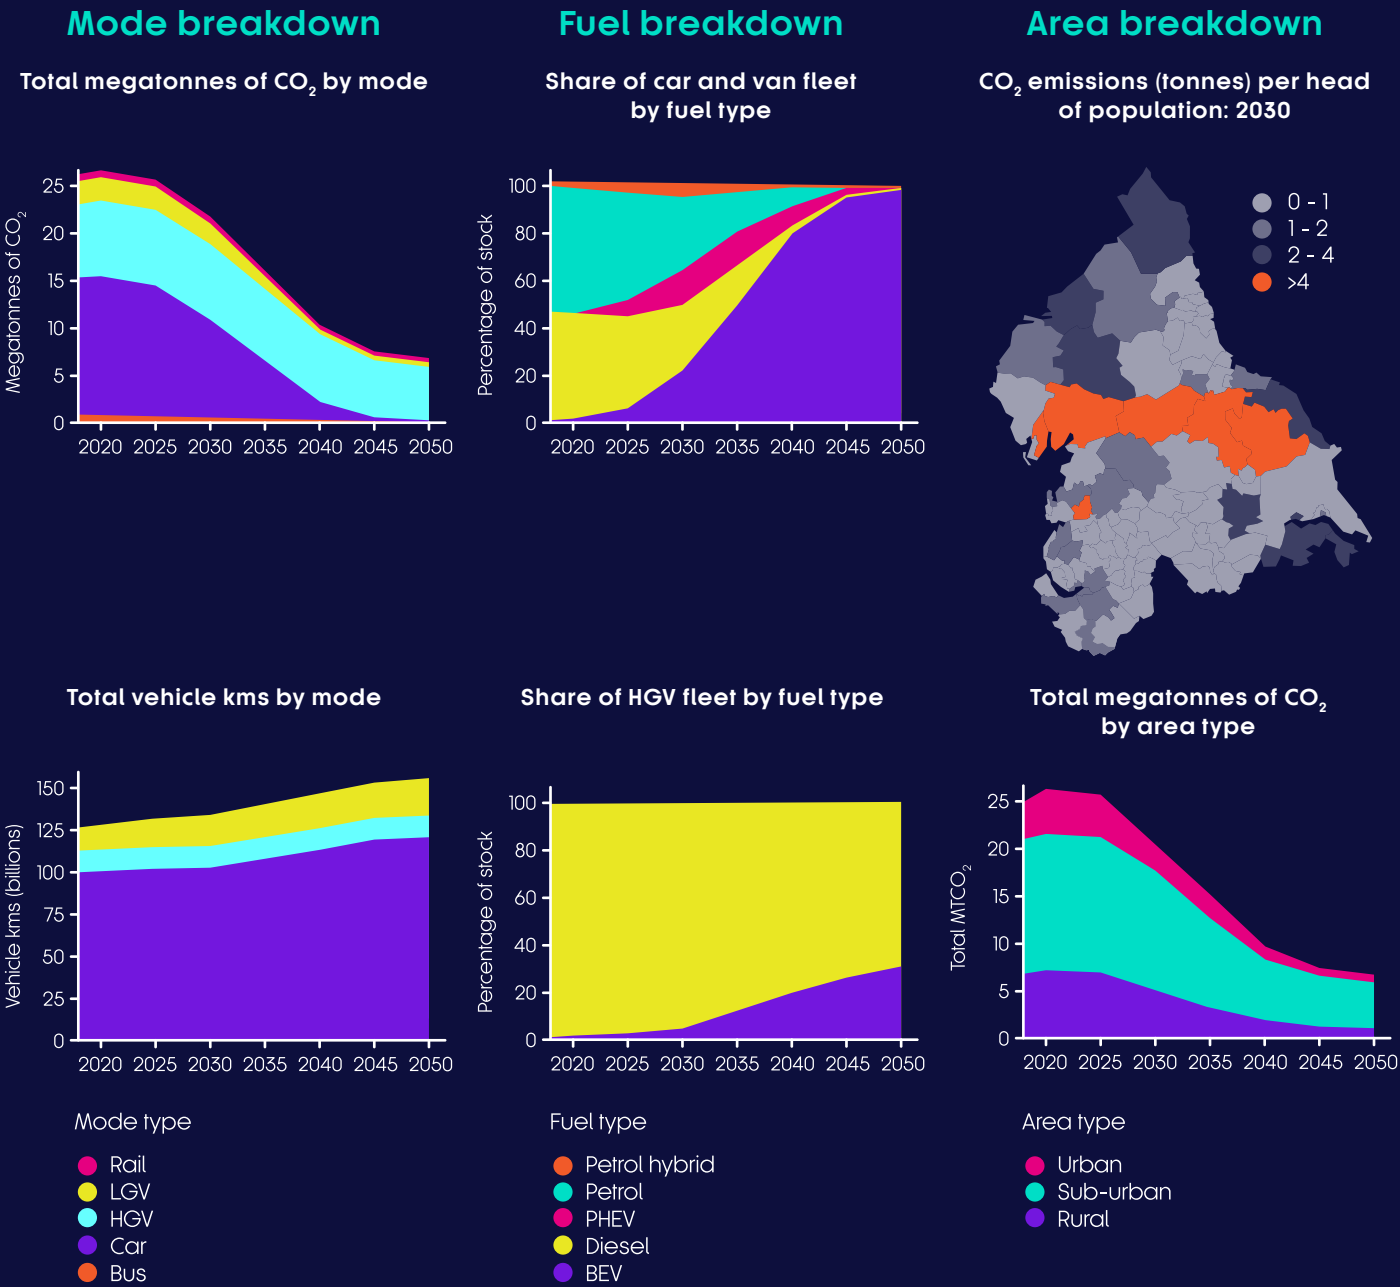 Mode breakdown
Total megatonnes of CO₂ by mode
Megatonnes of CO₂
25
20
15
10
5
0
2020 2025 2030 2035 2040 2045 2050
Total vehicle kms by mode
Vehicle kms (billions)
150
125
100
75
50
25
0
2020 2025 2030 2035 2040 2045 2050
Mode type
Rail
LGV
HGV
Car
Bus
Fuel breakdown
Share of car and van fleet
by fuel type
Percentage of stock
100
80
60
40
20
0
2020 2025 2030 2035 2040 2045 2050
Share of HGV fleet by fuel type
Percentage of stock
100
80
60
40
20
0
2020 2025 2030 2035 2040 2045 2050
Fuel type
Petrol hybrid
Petrol
PHEV
Diesel
BEV
Area breakdown
CO₂ emissions (tonnes) per head
of population: 2030
0 - 1
1 - 2
2 - 4
>4
Total megatonnes of CO₂
by area type
Total MTCO₂
25
20
15
10
5
0
2020 2025 2030 2035 2040 2045 2050
Area type
Urban
Sub-urban
Rural